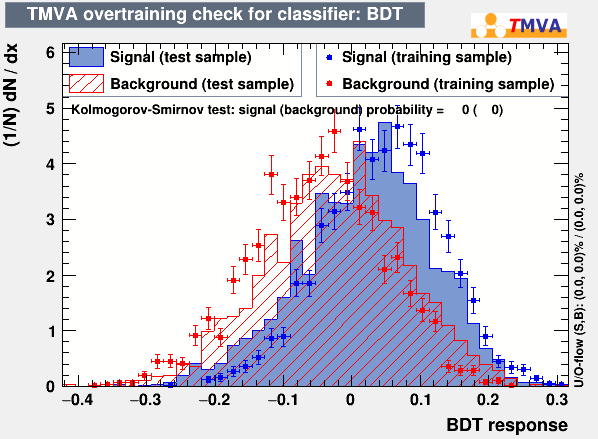 TMVA overtraining check for classifier: BDT
TMVA
Signal (test sample)
Signal (training sample)
Background (test sample)
Background (training sample)
Kolmogorov-Smirnov test: signal (background) probability = 0 ( 0)
(1/N) dN / dx
6
5
4
3
2
1
0
−0.4 −0.3 −0.2 −0.1 0 0.1 0.2 0.3
BDT response
U/O-flow (S,B): (0.0, 0.0)% / (0.0, 0.0)%